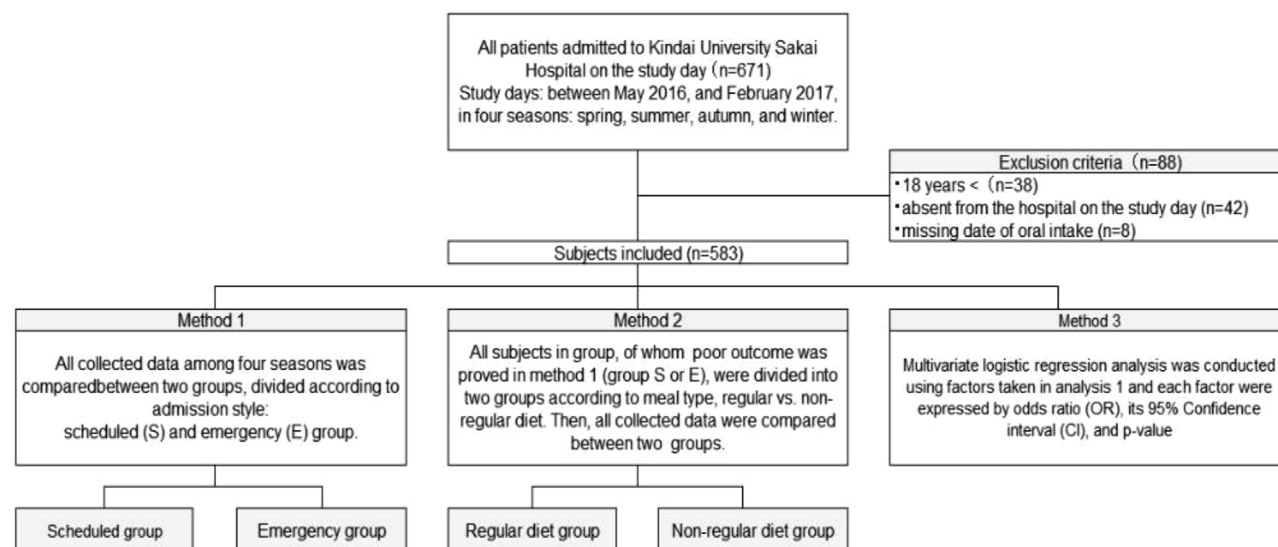 All patients admitted to Kindai University Sakai
Hospital on the study day (n=671)
Study days: between May 2016, and February 2017,
in four seasons: spring, summer, autumn, and winter.
Exclusion criteria (n=88)
・18 years < (n=38)
・absent from the hospital on the study day (n=42)
・missing date of oral intake (n=8)
Subjects included (n=583)
Method 1
All collected data among four seasons was
comparedbetween two groups, divided according to
admission style:
scheduled (S) and emergency (E) group.
Method 2
All subjects in group, of whom poor outcome was
proved in method 1 (group S or E), were divided into
two groups according to meal type, regular vs. non-
regular diet. Then, all collected data were compared
between two groups.
Method 3
Multivariate logistic regression analysis was conducted
using factors taken in analysis 1 and each factor were
expressed by odds ratio (OR), its 95% Confidence
interval (CI), and p-value
Scheduled group
Emergency group
Regular diet group
Non-regular diet group